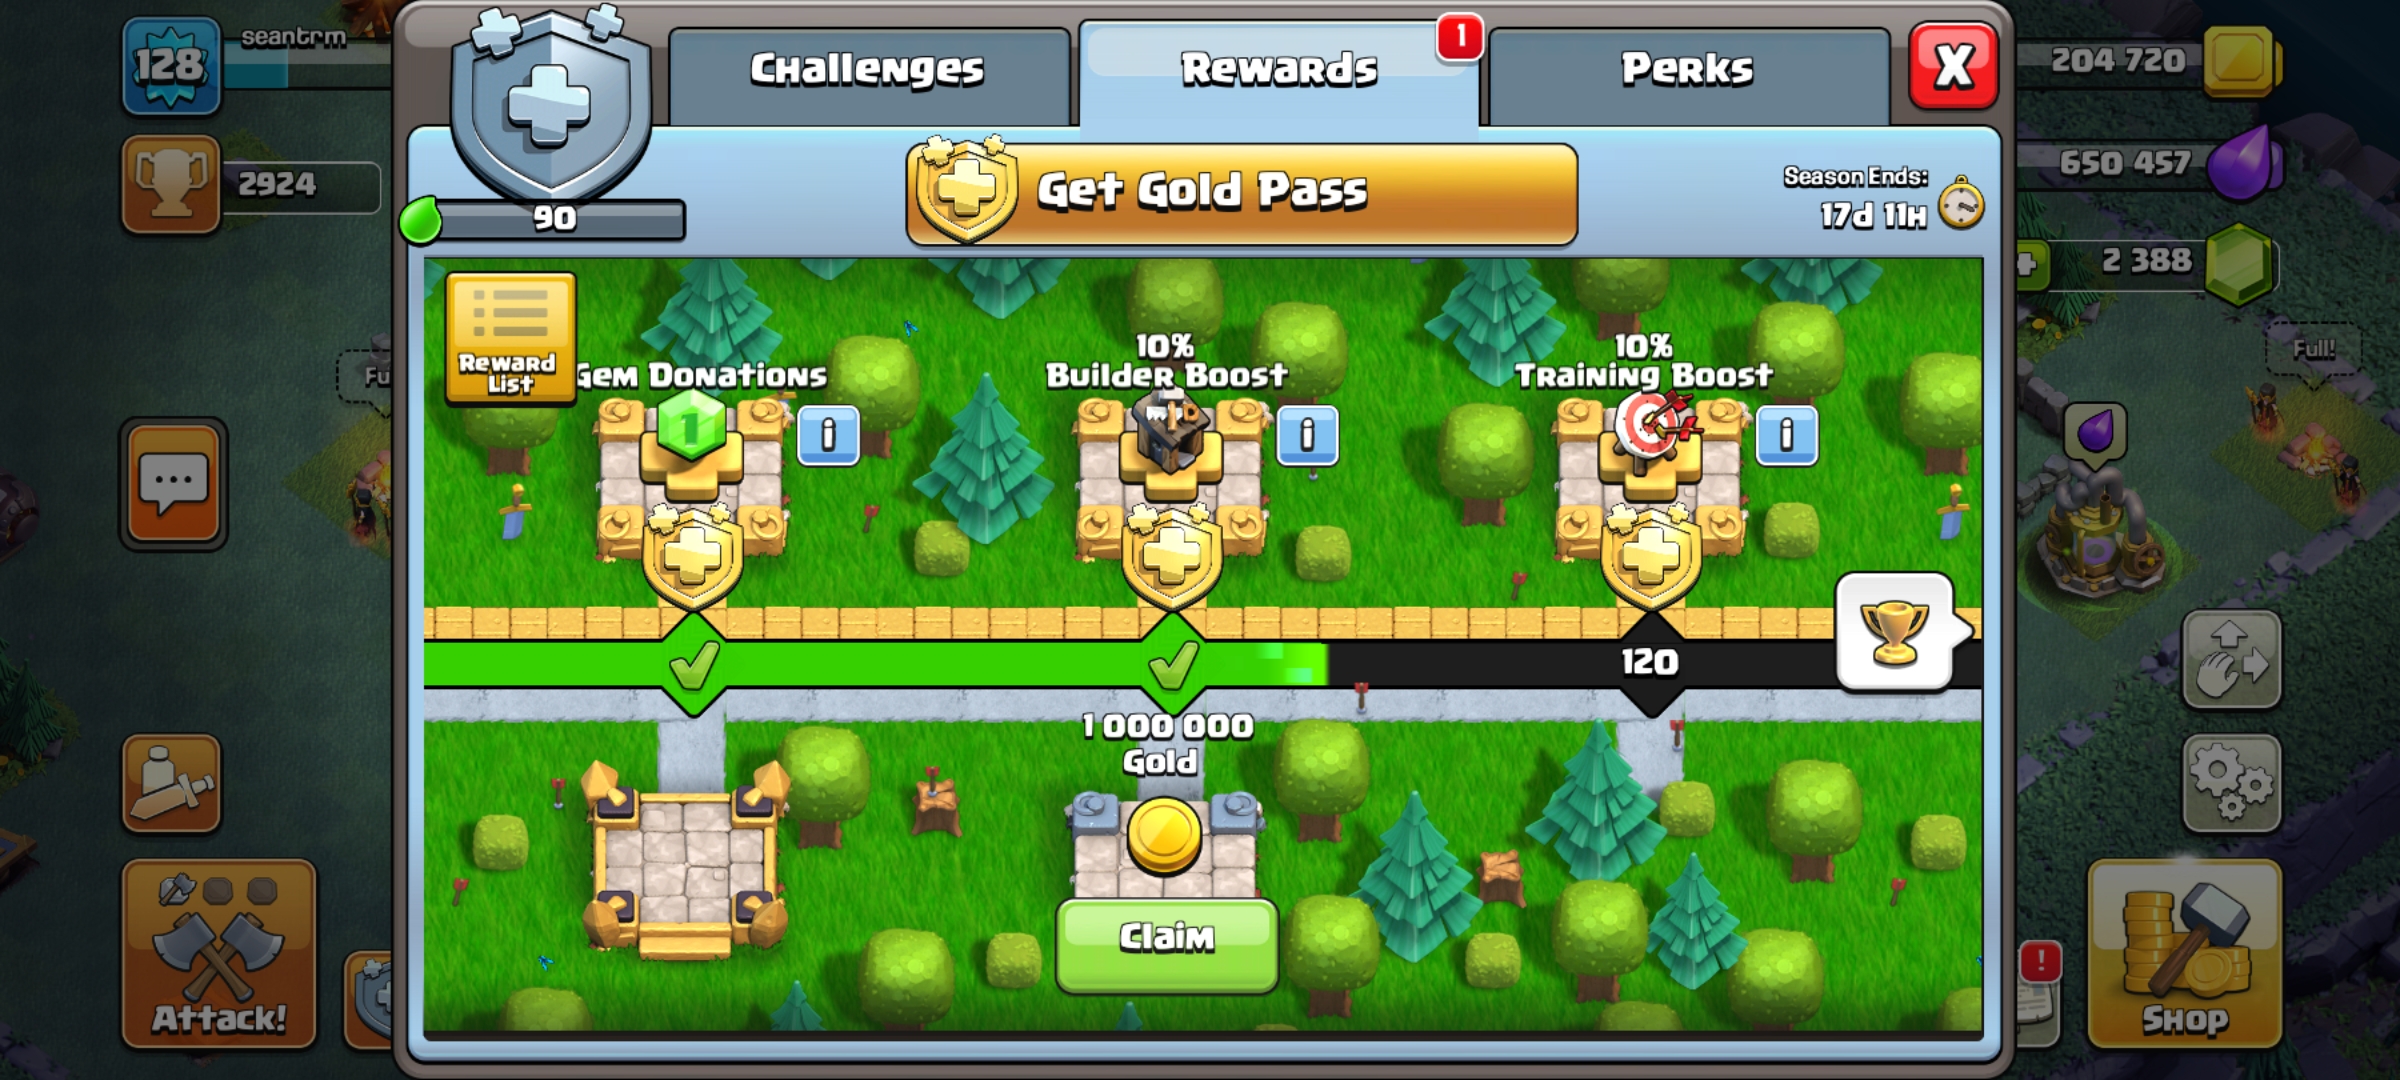 128
seantrm
2924
Challenges
Rewards
1
Perks
X
204 720
650 457
2 388
Get Gold Pass
Season Ends:
17d 11H
90
Reward
List
Gem Donations
1
i
10%
Builder Boost
i
10%
Training Boost
i
Fu
Full!
120
1 000 000
Gold
Claim
Attack!
!
Shop